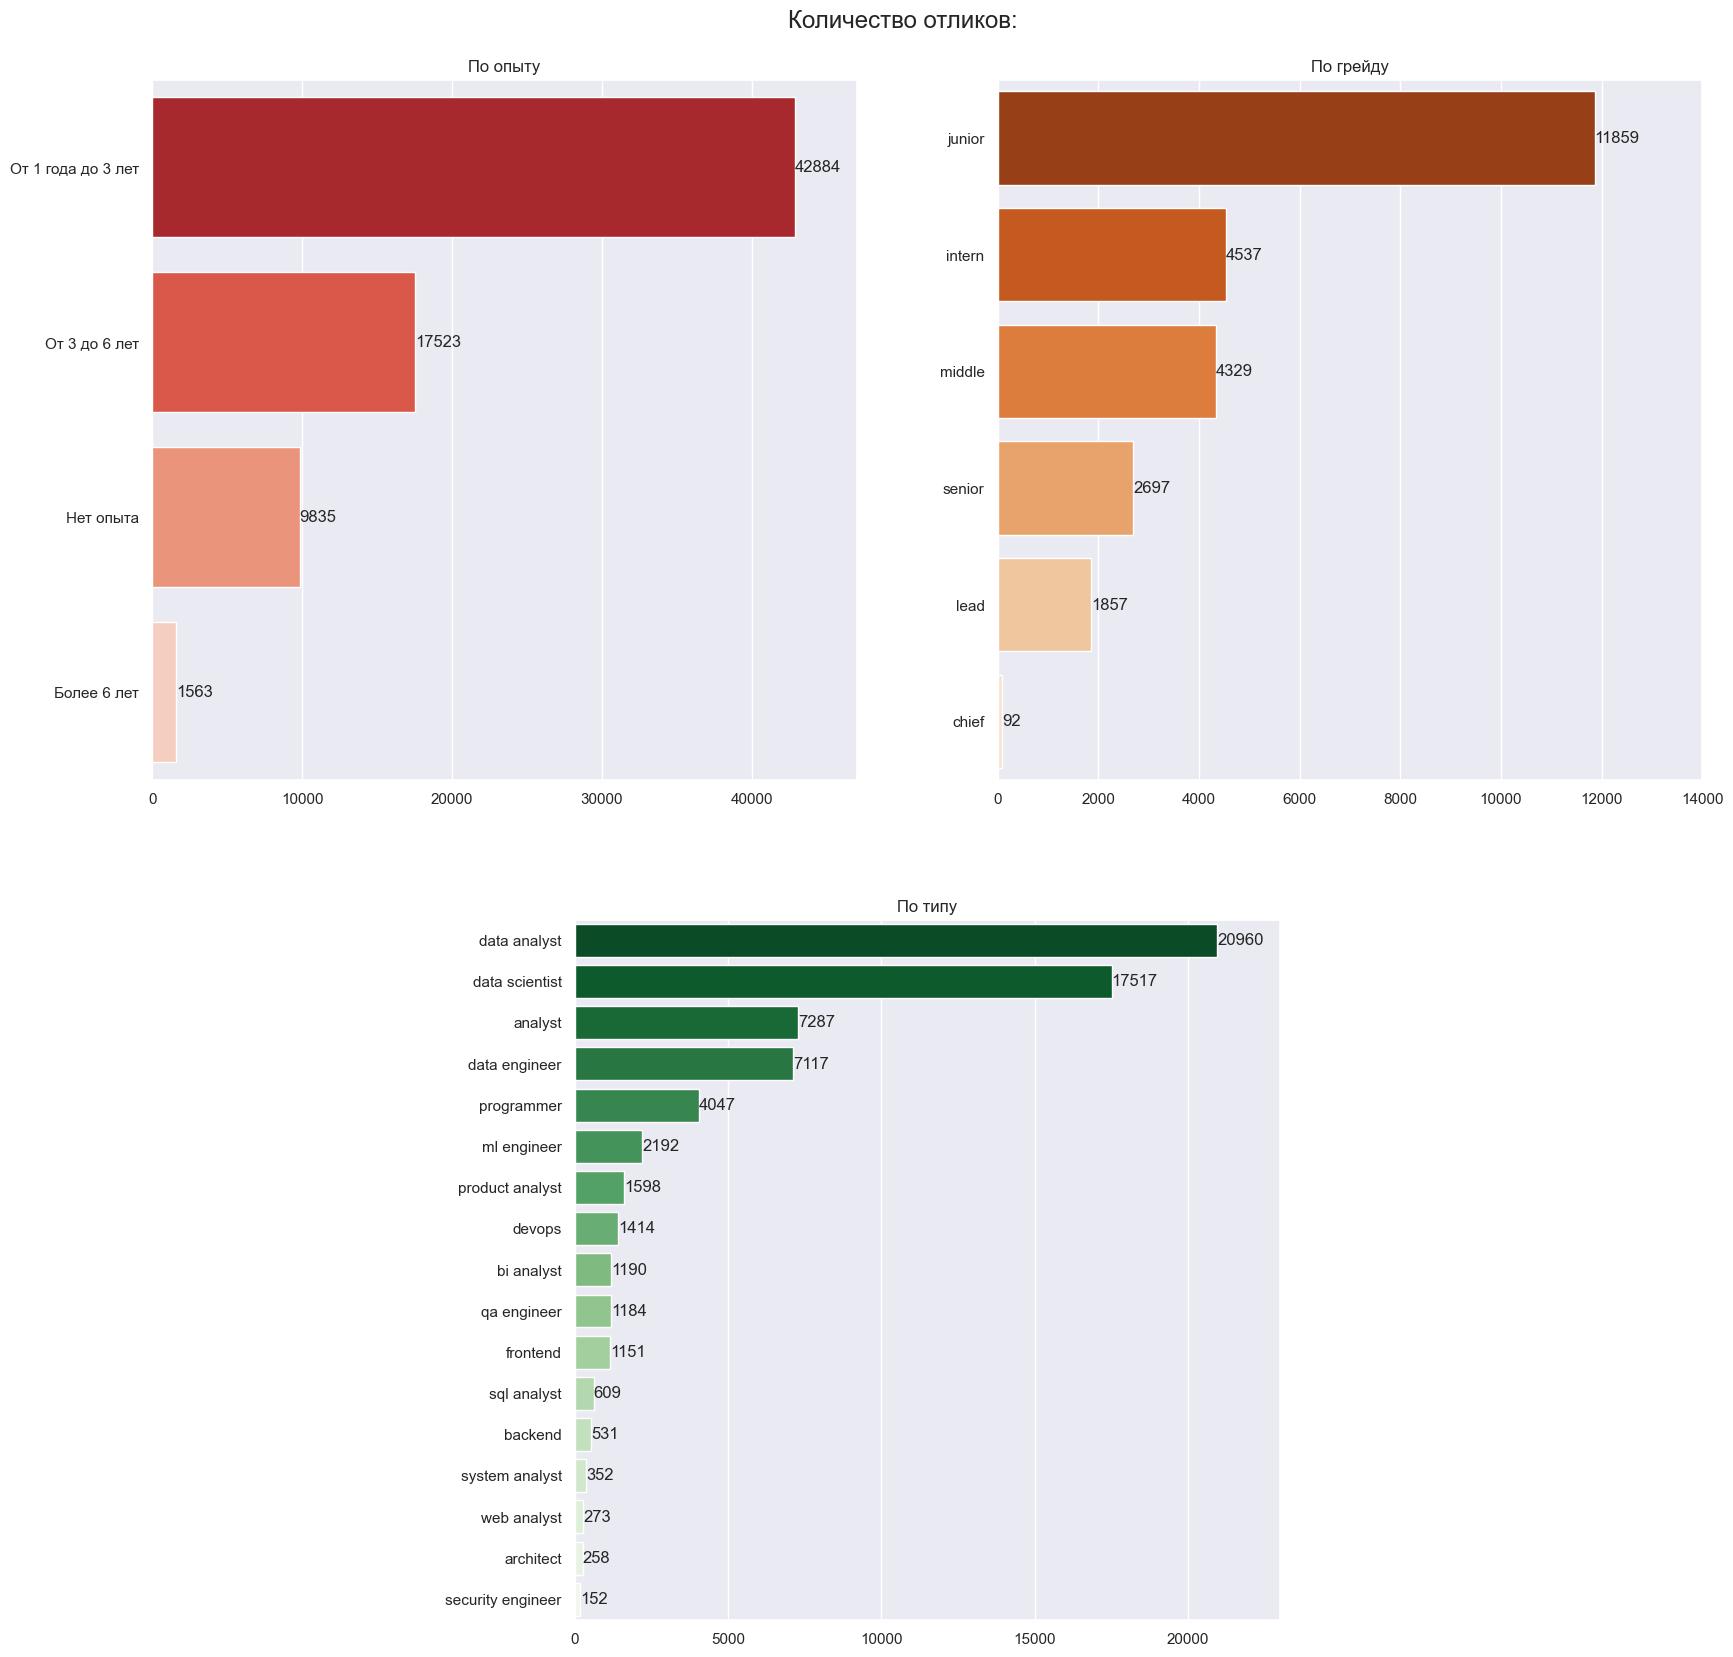 Количество отликов:
По опыту
От 1 года до 3 лет
42884
От 3 до 6 лет
17523
Нет опыта
9835
Более 6 лет
1563
0 10000 20000 30000 40000
По грейду
junior
11859
intern
4537
middle
4329
senior
2697
lead
1857
chief
92
0 2000 4000 6000 8000 10000 12000 14000
По типу
data analyst
20960
data scientist
17517
analyst
7287
data engineer
7117
programmer
4047
ml engineer
2192
product analyst
1598
devops
1414
bi analyst
1190
qa engineer
1184
frontend
1151
sql analyst
609
backend
531
system analyst
352
web analyst
273
architect
258
security engineer
152
0 5000 10000 15000 20000